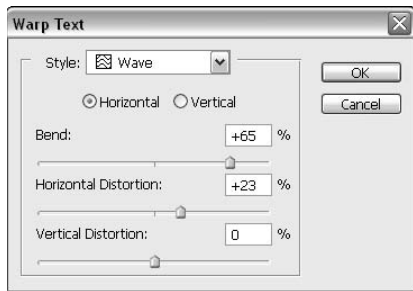 Warp Text
Style: Wave
OK
Horizontal Vertical
Cancel
Bend: +65 %
Horizontal Distortion: +23 %
Vertical Distortion: 0 %